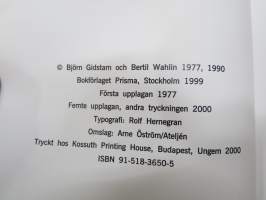 © Björn Gidstam och Bertil Wahlin 1977, 1990
Bokförlaget Prisma, Stockholm 1999
Första upplagan 1977
Femte upplagan, andra tryckningen 2000
Typografi: Rolf Hernegran
Omslag: Arne Öström/Ateljén
Tryckt hos Kossuth Printing House, Budapest, Ungern 2000
ISBN 91-518-3650-5